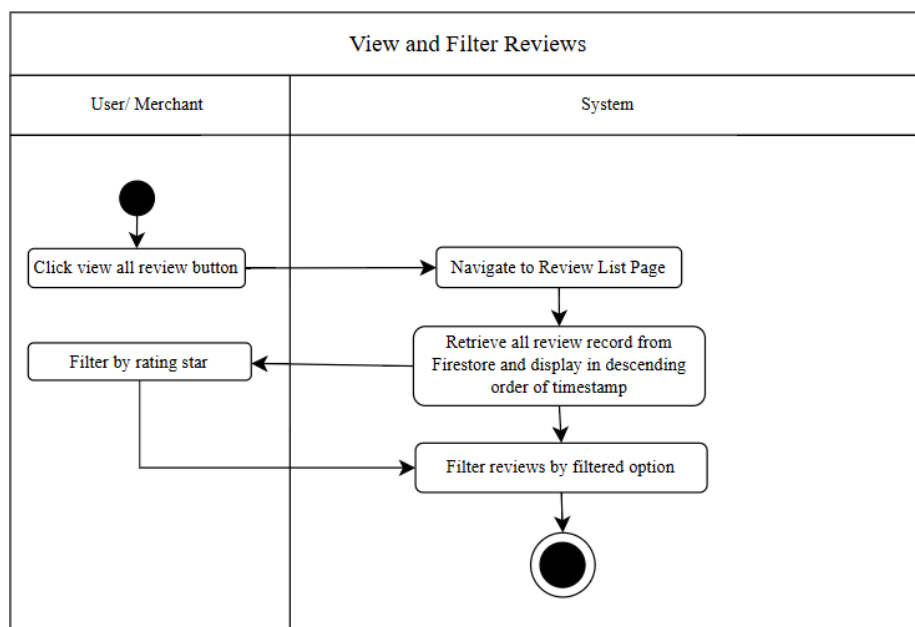 View and Filter Reviews
User/ Merchant
System
Click view all review button
Navigate to Review List Page
Retrieve all review record from
Firestore and display in descending
order of timestamp
Filter by rating star
Filter reviews by filtered option